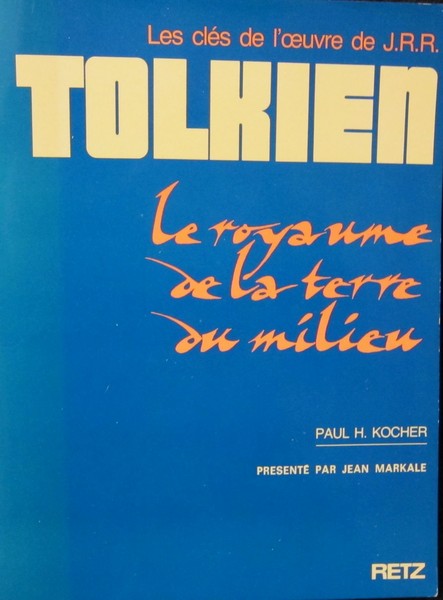 Les clés de l'œuvre de J.R.R.
TOLKIEN
le royaume
de la terre
du milieu
PAUL H. KOCHER
PRESENTÉ PAR JEAN MARKALE
RETZ